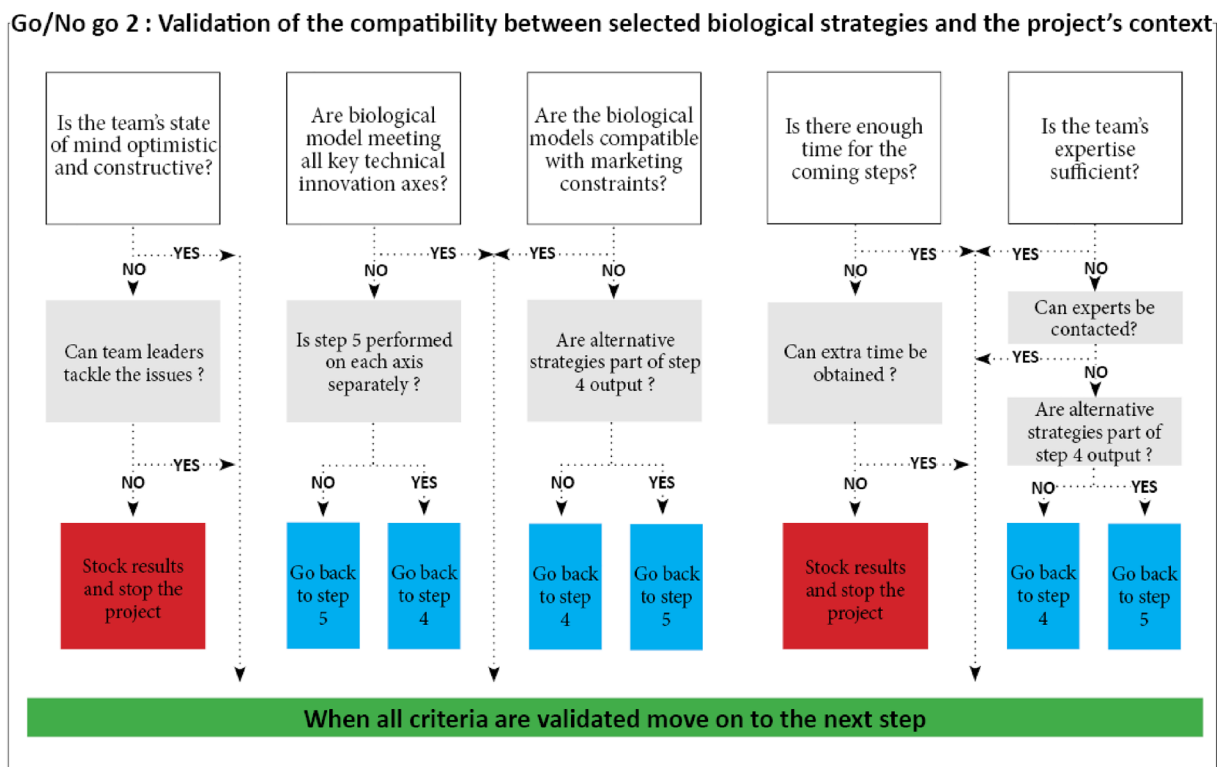 Go/No go 2 : Validation of the compatibility between selected biological strategies and the project's context
Is the team's state
of mind optimistic
and constructive?
Are biological
model meeting
all key technical
innovation axes?
Are the biological
models compatible
with marketing
constraints?
Is there enough
time for the
coming steps?
Is the team's
expertise
sufficient?
YES
YES
YES
YES
YES
NO
NO
NO
NO
NO
Can team leaders
tackle the issues ?
Is step 5 performed
on each axis
separately ?
Are alternative
strategies part of step
4 output ?
Can extra time be
obtained ?
Can experts be
contacted?
YES
NO
Are alternative
strategies part of
step 4 output ?
YES
YES
NO
NO
YES
NO
YES
NO
NO
YES
Stock results
and stop the
project
Go back
to step
5
Go back
to step
4
Go back
to step
4
Go back
to step
5
Stock results
and stop the
project
Go back
to step
4
Go back
to step
5
When all criteria are validated move on to the next step